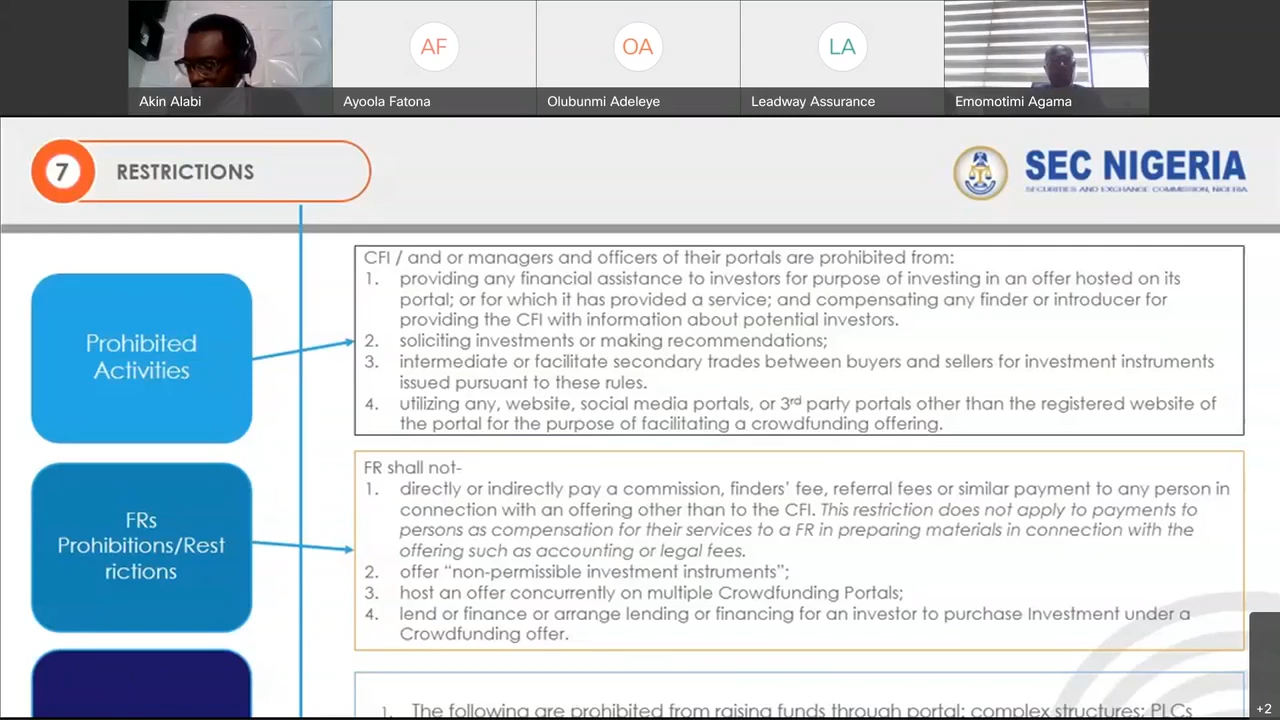 AF
OA
LA
Akin Alabi
Ayoola Fatona
Olubunmi Adeleye
Leadway Assurance
Emomotimi Agama
7
RESTRICTIONS
SEC NIGERIA
SECURITIES AND EXCHANGE COMMISSION, NIGERIA
Prohibited
Activities
CFI / and or managers and officers of their portals are prohibited from:
1. providing any financial assistance to investors for purpose of investing in an offer hosted on its
portal; or for which it has provided a service; and compensating any finder or introducer for
providing the CFI with information about potential investors.
2. soliciting investments or making recommendations;
3. intermediate or facilitate secondary trades between buyers and sellers for investment instruments
issued pursuant to these rules.
4. utilizing any, website, social media portals, or 3rd party portals other than the registered website of
the portal for the purpose of facilitating a crowdfunding offering.
FRs
Prohibitions/Rest
rictions
FR shall not-
1. directly or indirectly pay a commission, finders' fee, referral fees or similar payment to any person in
connection with an offering other than to the CFI. This restriction does not apply to payments to
persons as compensation for their services to a FR in preparing materials in connection with the
offering such as accounting or legal fees.
2. offer “non-permissible investment instruments”;
3. host an offer concurrently on multiple Crowdfunding Portals;
4. lend or finance or arrange lending or financing for an investor to purchase Investment under a
Crowdfunding offer.
1. The following are prohibited from raising funds through portal: complex structures; PLCs
+2